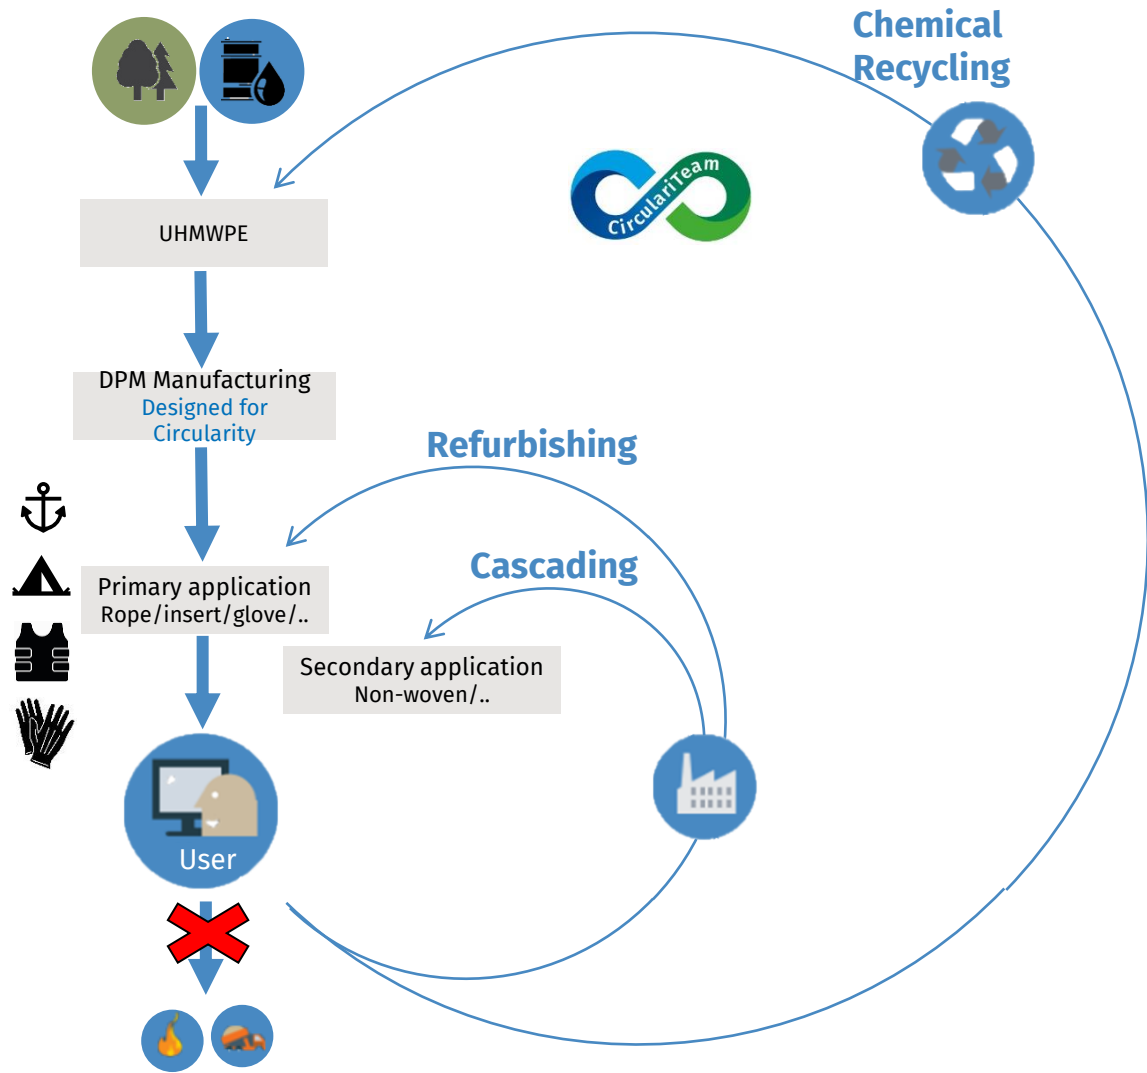 Chemical
Recycling
CirculariTeam
UHMWPE
DPM Manufacturing
Designed for
Circularity
Refurbishing
Cascading
Primary application
Rope/insert/glove/..
Secondary application
Non-woven/..
User